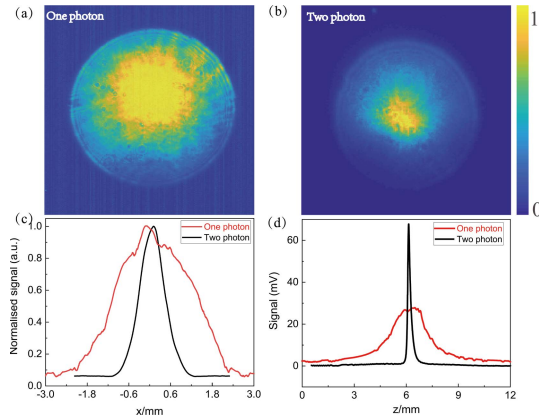 (a)
One photon
(b)
Two photon
1
0
(c)
One photon
Two photon
Normalised signal (a.u.)
1.0
0.8
0.6
0.4
0.2
0.0
-3.0 -1.8 -0.6 0.6 1.8 3.0
x/mm
(d)
One photon
Two photon
Signal (mV)
60
40
20
0
0 3 6 9 12
z/mm